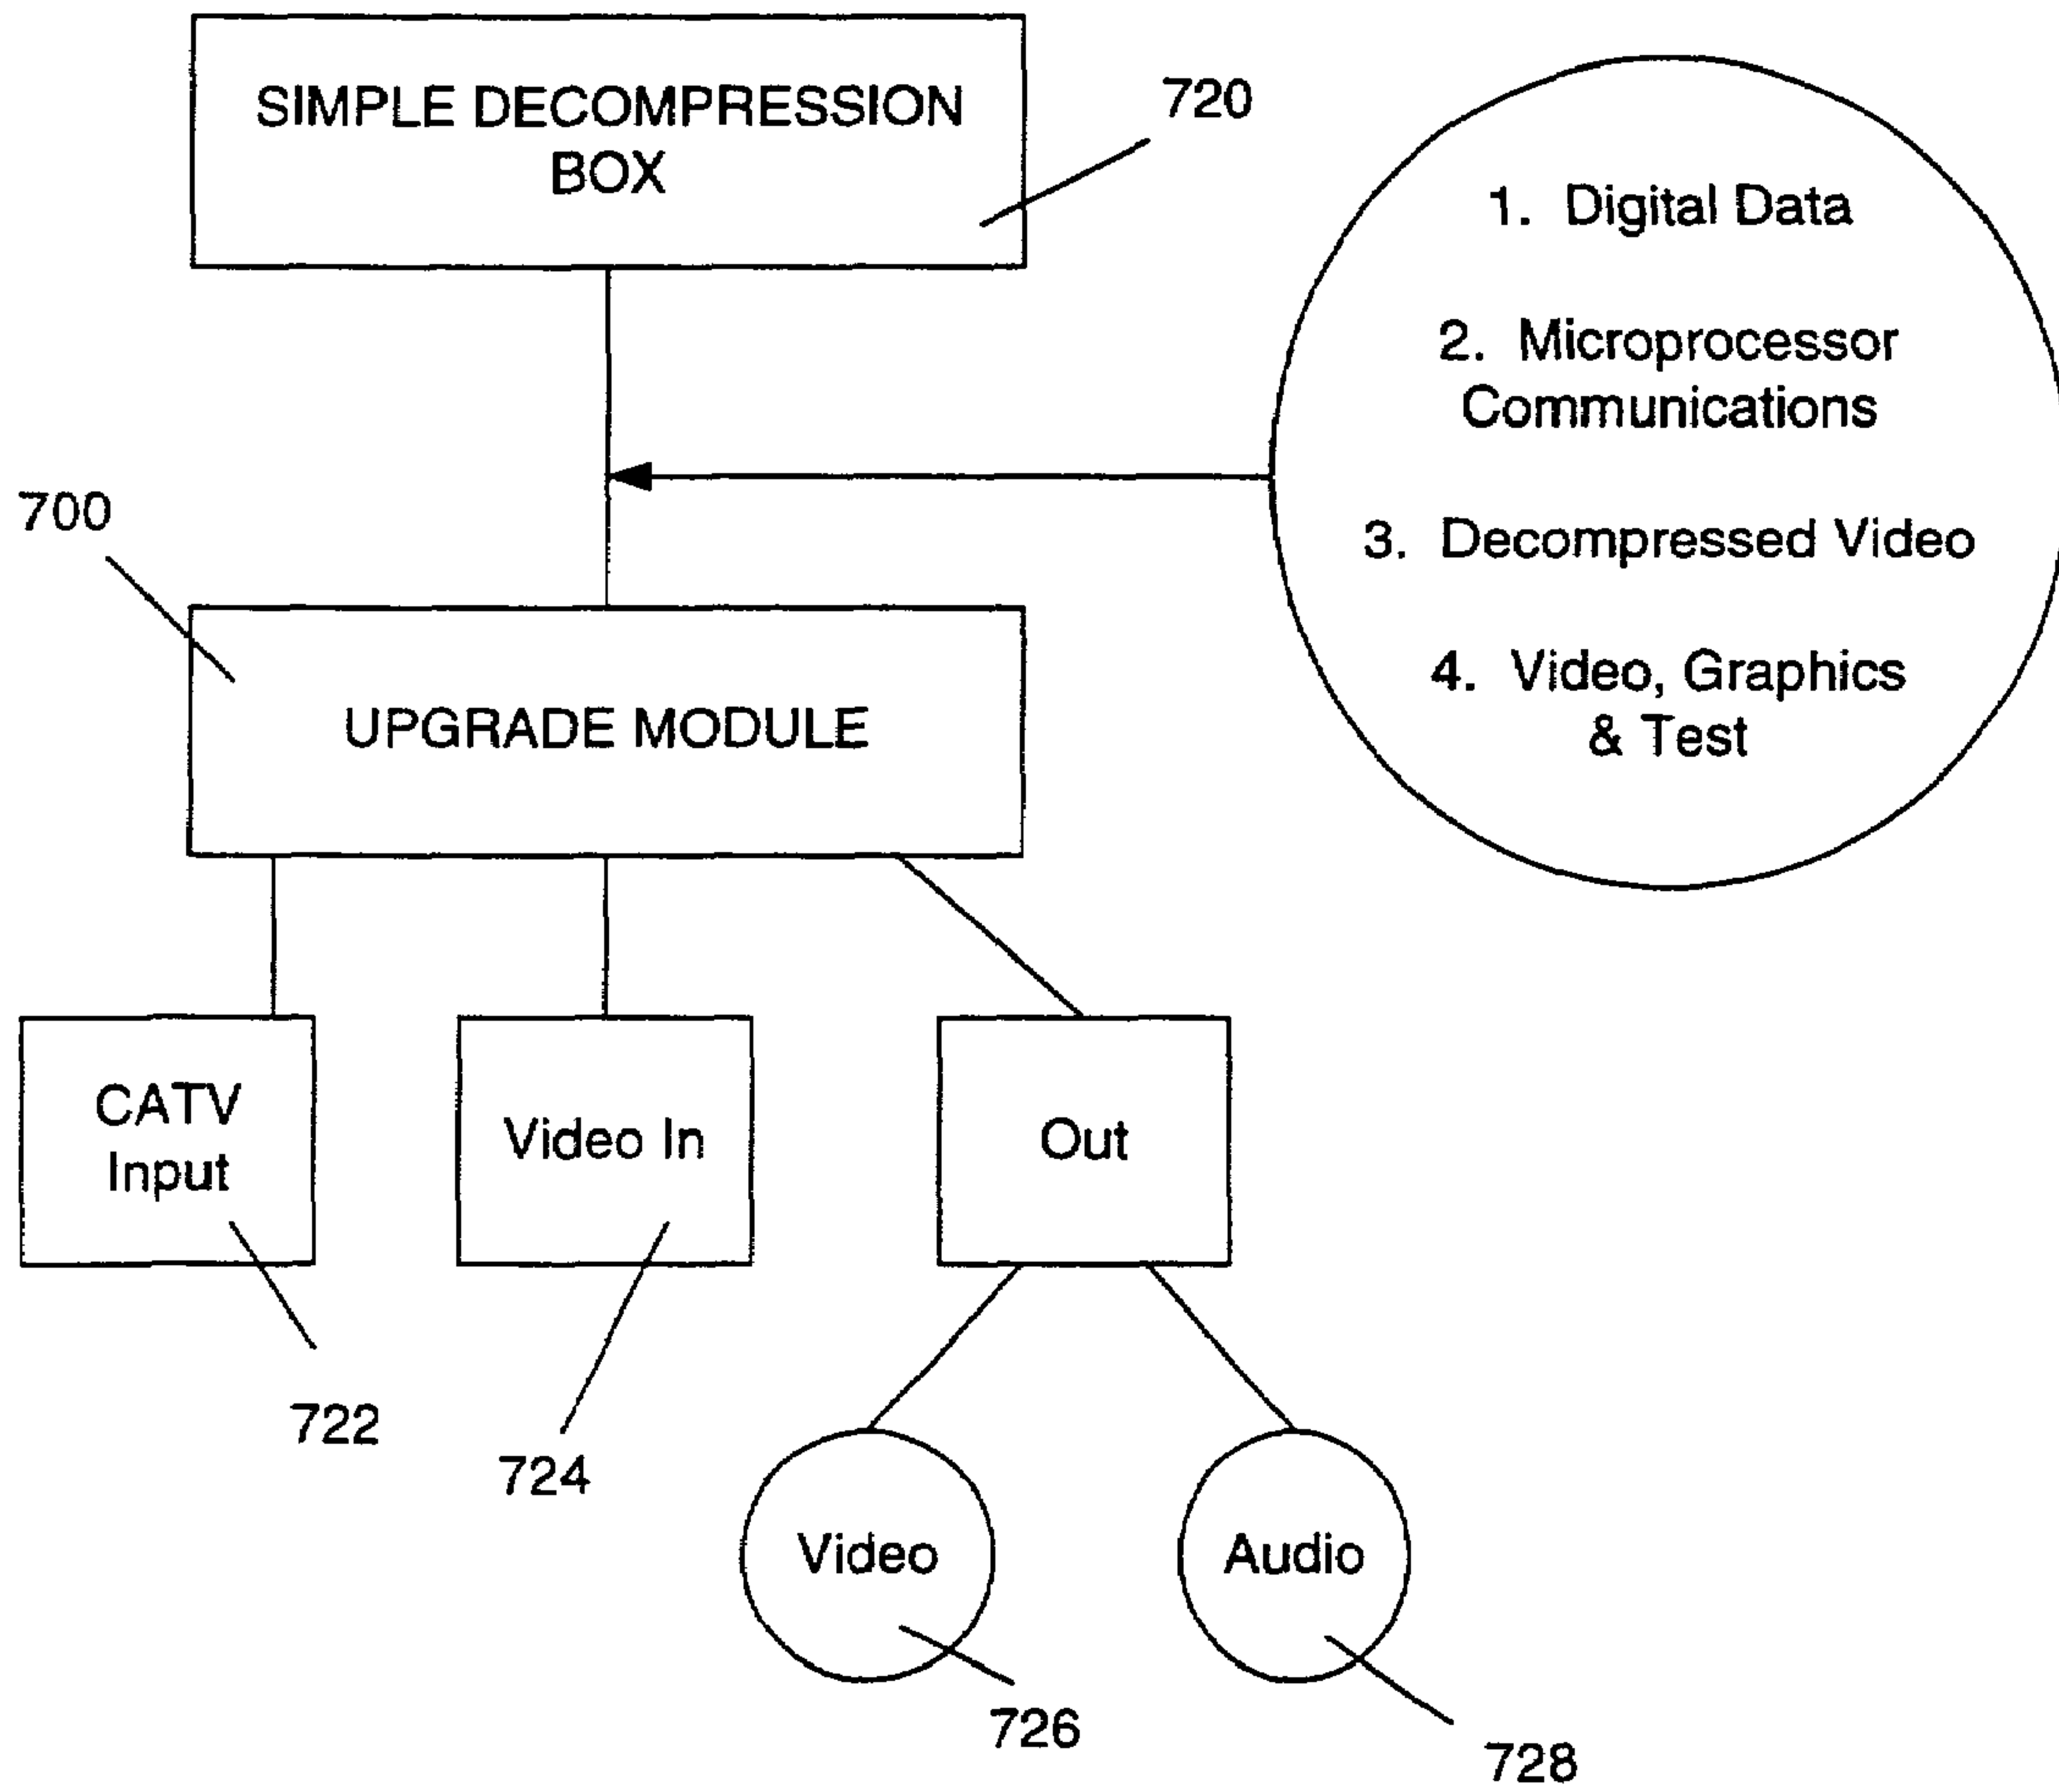 SIMPLE DECOMPRESSION
BOX
720
1. Digital Data
2. Microprocessor
Communications
3. Decompressed Video
4. Video, Graphics
& Test
700
UPGRADE MODULE
CATV
Input
Video In
Out
722
724
Video
Audio
726
728